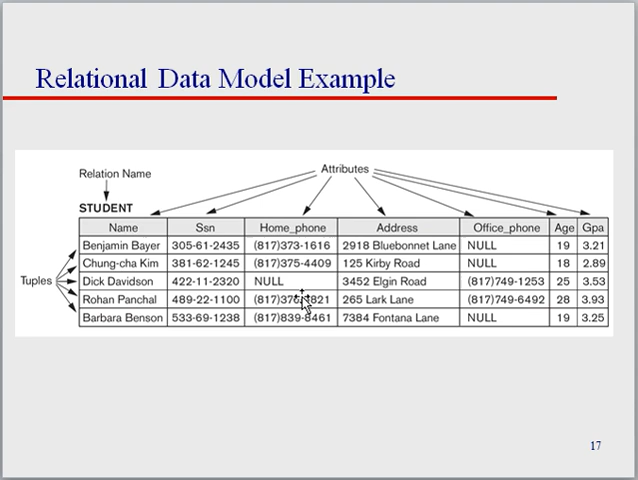 Relational Data Model Example
Relation Name
Attributes
STUDENT
Name Ssn Home_phone Address Office_phone Age Gpa
Benjamin Bayer 305-61-2435 (817)373-1616 2918 Bluebonnet Lane NULL 19 3.21
Chung-cha Kim 381-62-1245 (817)375-4409 125 Kirby Road NULL 18 2.89
Tuples
Dick Davidson 422-11-2320 NULL 3452 Elgin Road (817)749-1253 25 3.53
Rohan Panchal 489-22-1100 265 Lark Lane (817)749-6492 28 3.93
Barbara Benson 533-69-1238 (817)839-8461 7384 Fontana Lane NULL 19 3.25
17